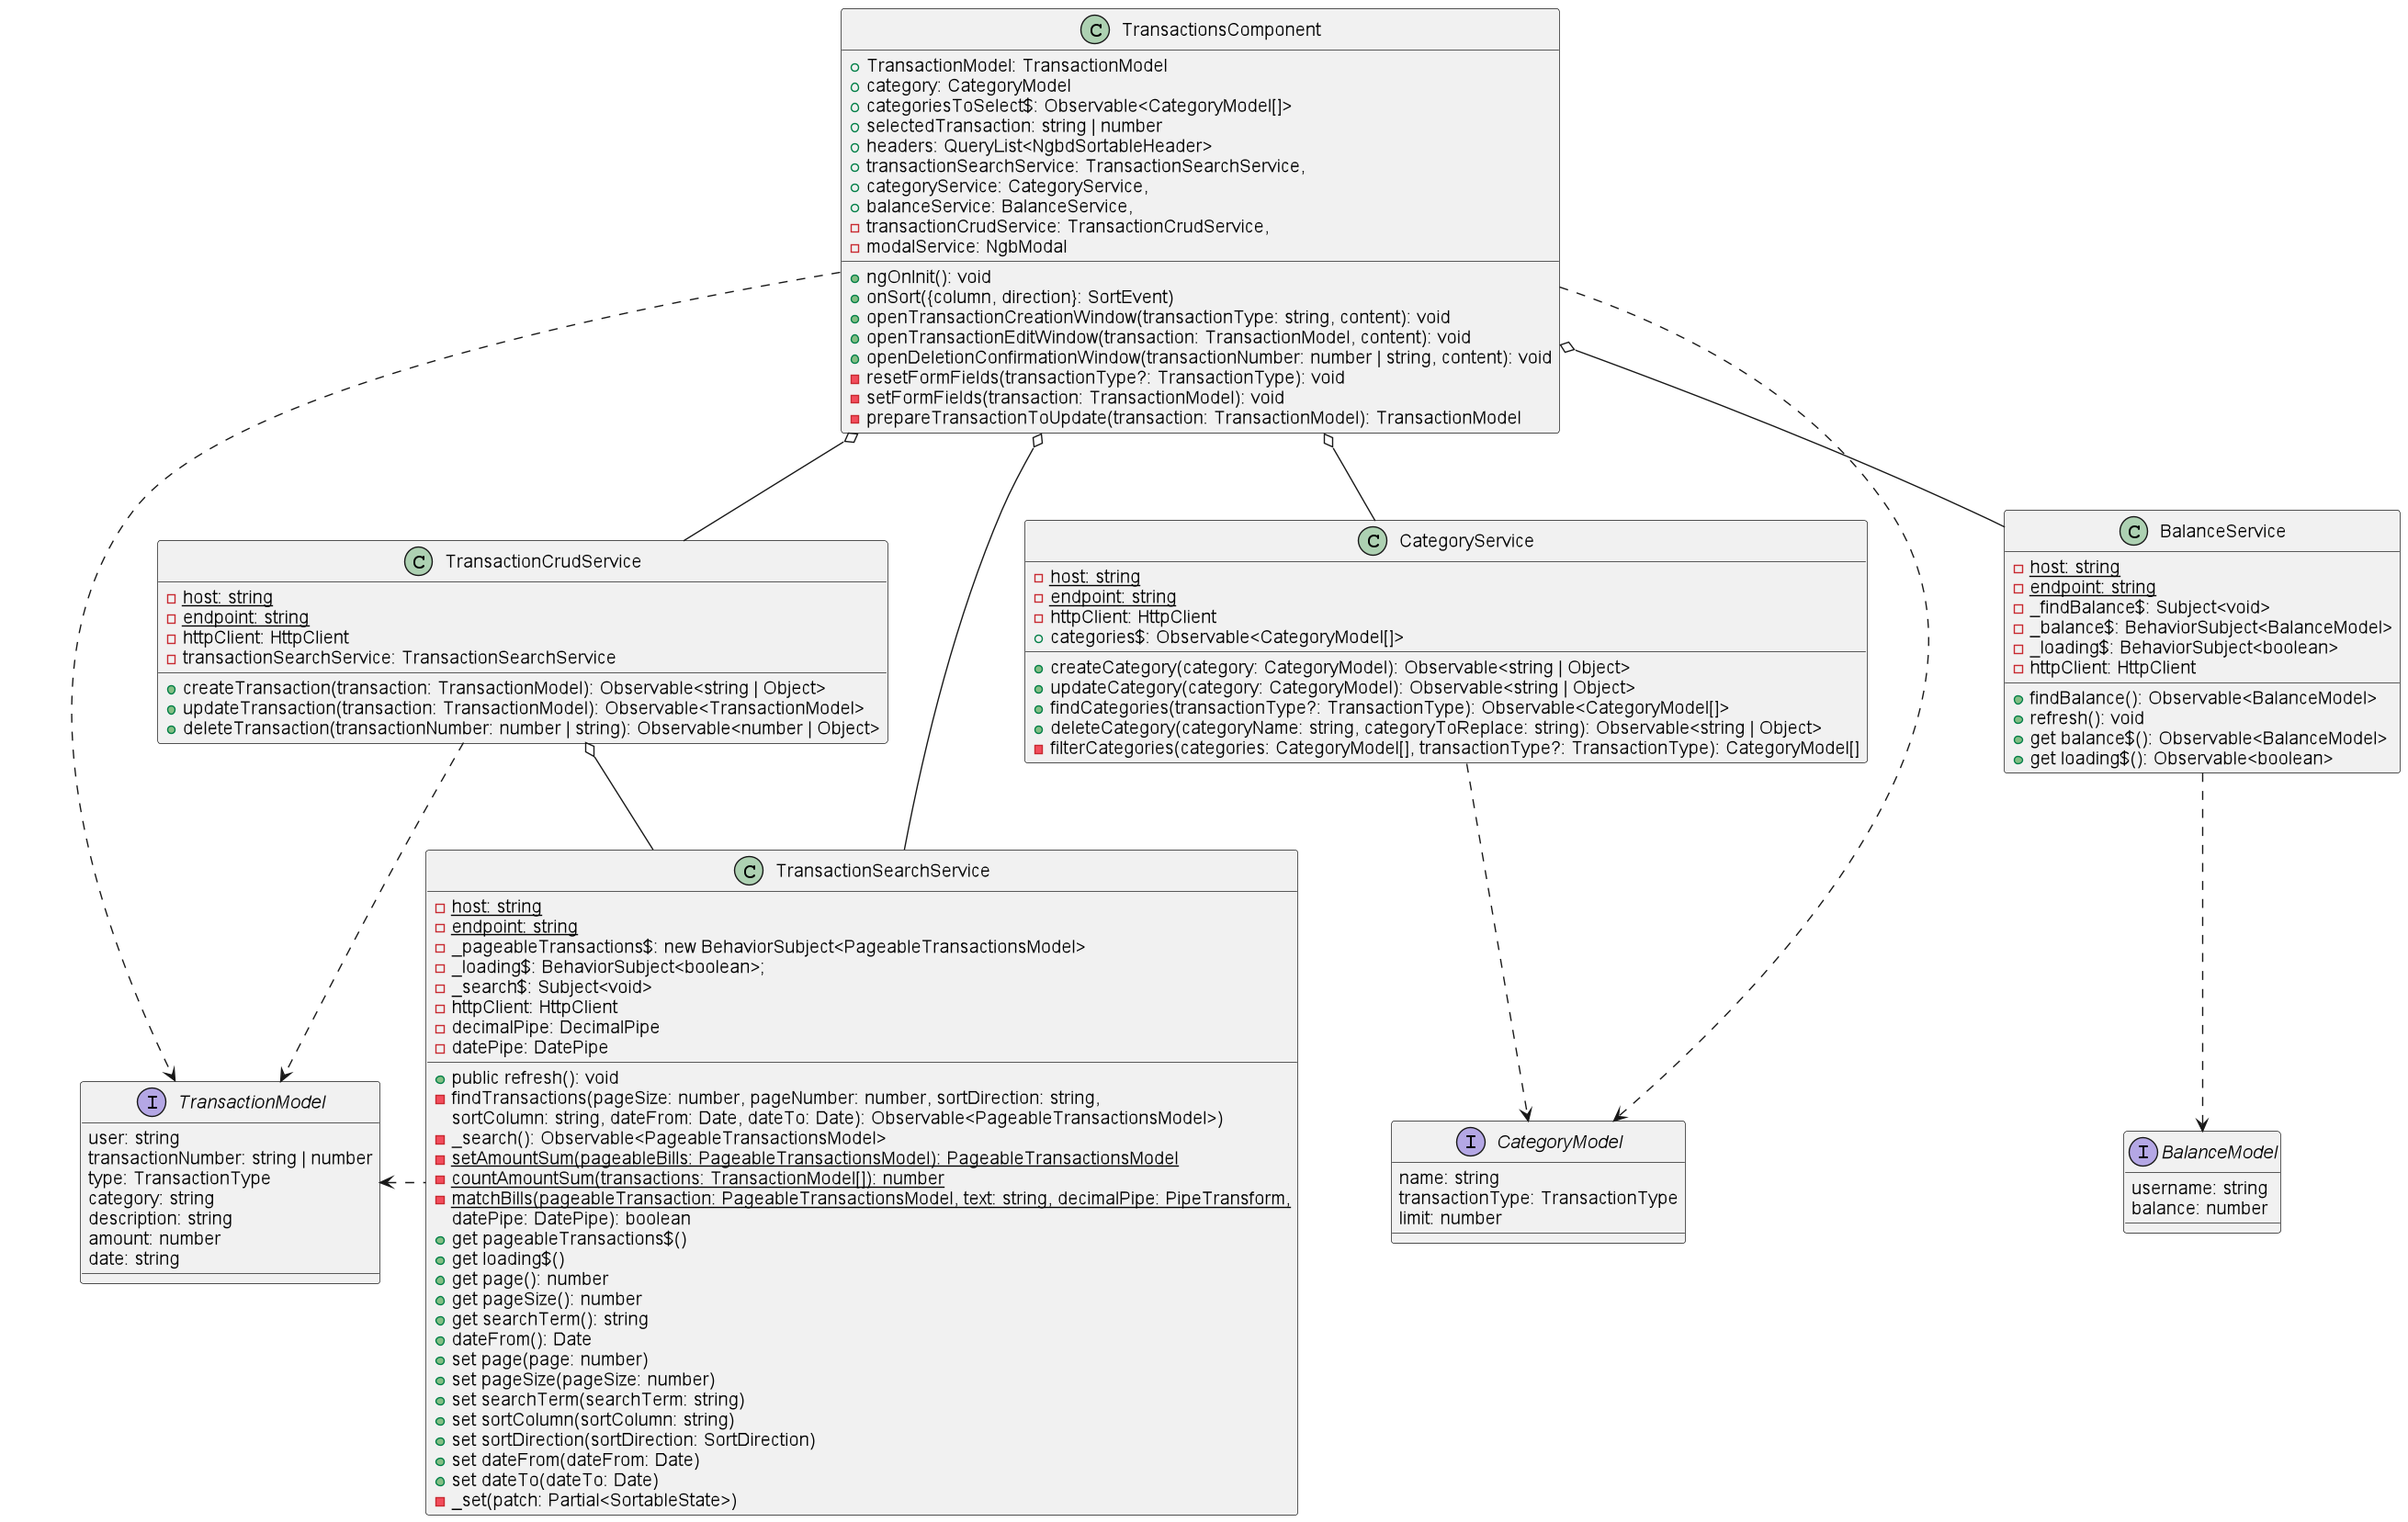 C TransactionsComponent
TransactionModel: TransactionModel
category: CategoryModel
categoriesToSelect$: Observable<CategoryModel[]>
selectedTransaction: string | number
headers: QueryList<NgbdSortableHeader>
transactionSearchService: TransactionSearchService,
categoryService: CategoryService,
balanceService: BalanceService,
transactionCrudService: TransactionCrudService,
modalService: NgbModal
ngOnInit(): void
onSort({column, direction}: SortEvent)
openTransactionCreationWindow(transactionType: string, content): void
openTransactionEditWindow(transaction: TransactionModel, content): void
openDeletionConfirmationWindow(transactionNumber: number | string, content): void
resetFormFields(transactionType?: TransactionType): void
setFormFields(transaction: TransactionModel): void
prepareTransactionToUpdate(transaction: TransactionModel): TransactionModel
C TransactionCrudService
host: string
endpoint: string
httpClient: HttpClient
transactionSearchService: TransactionSearchService
createTransaction(transaction: TransactionModel): Observable<string | Object>
updateTransaction(transaction: TransactionModel): Observable<TransactionModel>
deleteTransaction(transactionNumber: number | string): Observable<number | Object>
C CategoryService
host: string
endpoint: string
httpClient: HttpClient
categories$: Observable<CategoryModel[]>
createCategory(category: CategoryModel): Observable<string | Object>
updateCategory(category: CategoryModel): Observable<string | Object>
findCategories(transactionType?: TransactionType): Observable<CategoryModel[]>
deleteCategory(categoryName: string, categoryToReplace: string): Observable<string | Object>
filterCategories(categories: CategoryModel[], transactionType?: TransactionType): CategoryModel[]
C BalanceService
host: string
endpoint: string
_findBalance$: Subject<void>
_balance$: BehaviorSubject<BalanceModel>
_loading$: BehaviorSubject<boolean>
httpClient: HttpClient
findBalance(): Observable<BalanceModel>
refresh(): void
get balance$(): Observable<BalanceModel>
get loading$(): Observable<boolean>
C TransactionSearchService
host: string
endpoint: string
_pageableTransactions$: new BehaviorSubject<PageableTransactionsModel>
_loading$: BehaviorSubject<boolean>;
_search$: Subject<void>
httpClient: HttpClient
decimalPipe: DecimalPipe
datePipe: DatePipe
public refresh(): void
findTransactions(pageSize: number, pageNumber: number, sortDirection: string,
sortColumn: string, dateFrom: Date, dateTo: Date): Observable<PageableTransactionsModel>)
_search(): Observable<PageableTransactionsModel>
setAmountSum(pageableBills: PageableTransactionsModel): PageableTransactionsModel
countAmountSum(transactions: TransactionModel[]): number
matchBills(pageableTransaction: PageableTransactionsModel, text: string, decimalPipe: PipeTransform,
datePipe: DatePipe): boolean
get pageableTransactions$()
get loading$()
get page(): number
get pageSize(): number
get searchTerm(): string
dateFrom(): Date
set page(page: number)
set pageSize(pageSize: number)
set searchTerm(searchTerm: string)
set sortColumn(sortColumn: string)
set sortDirection(sortDirection: SortDirection)
set dateFrom(dateFrom: Date)
set dateTo(dateTo: Date)
_set(patch: Partial<SortableState>)
I TransactionModel
user: string
transactionNumber: string | number
type: TransactionType
category: string
description: string
amount: number
date: string
I CategoryModel
name: string
transactionType: TransactionType
limit: number
I BalanceModel
username: string
balance: number